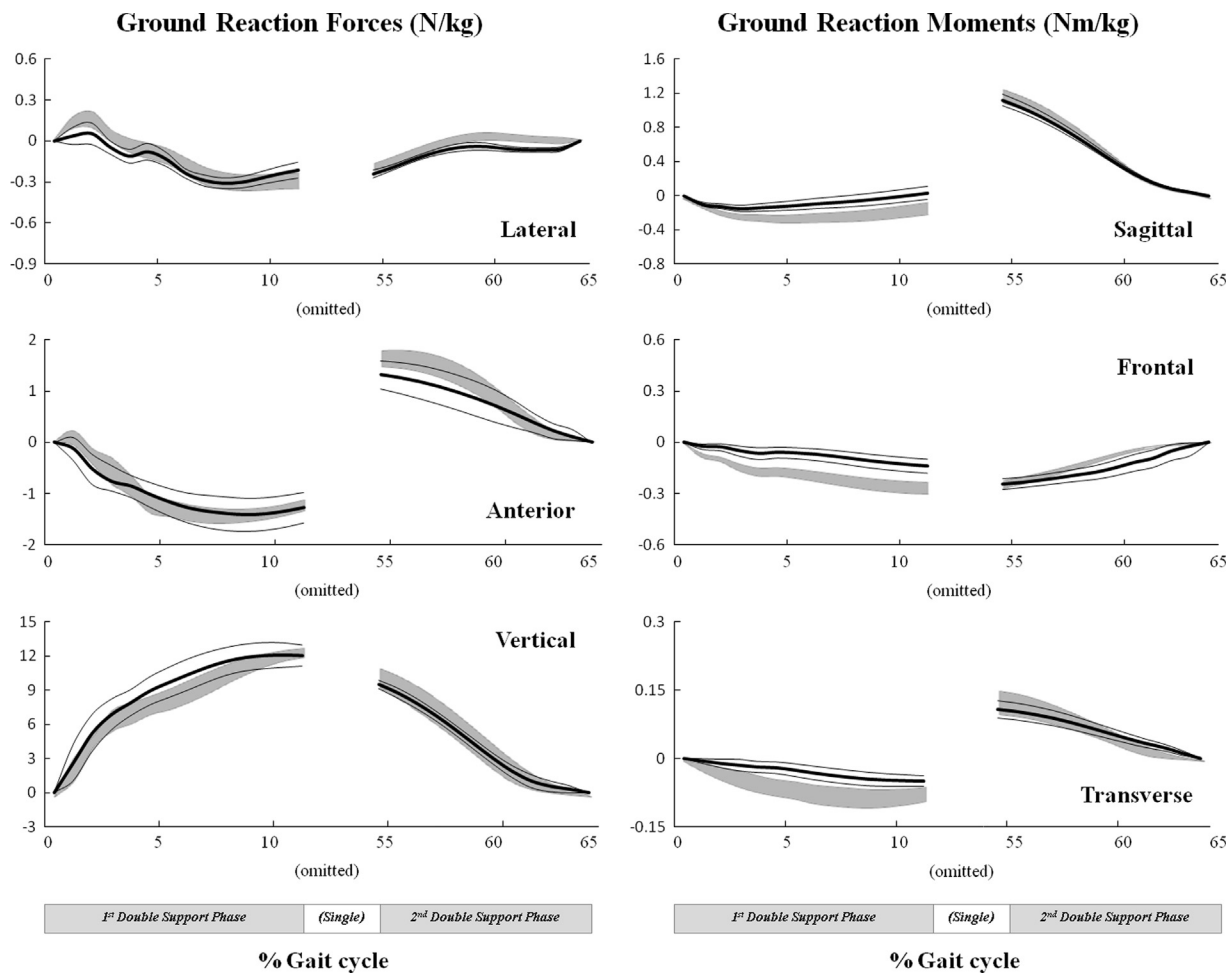 Ground Reaction Forces (N/kg)
0.6
0.3
0
-0.3
-0.6
-0.9
Lateral
0 5 10 55 60 65
(omitted)
2
1
0
-1
-2
Anterior
0 5 10 55 60 65
(omitted)
15
12
9
6
3
0
-3
Vertical
0 5 10 55 60 65
(omitted)
1st Double Support Phase (Single) 2nd Double Support Phase
% Gait cycle
Ground Reaction Moments (Nm/kg)
1.6
1.2
0.8
0.4
0
-0.4
-0.8
Sagittal
0 5 55 60 65
(omitted)
0.6
0.3
0
-0.3
-0.6
Frontal
0 5 10 55 60 65
(omitted)
0.3
0.15
0
-0.15
Transverse
0 5 10 55 60 65
(omitted)
1st Double Support Phase (Single) 2nd Double Support Phase
% Gait cycle